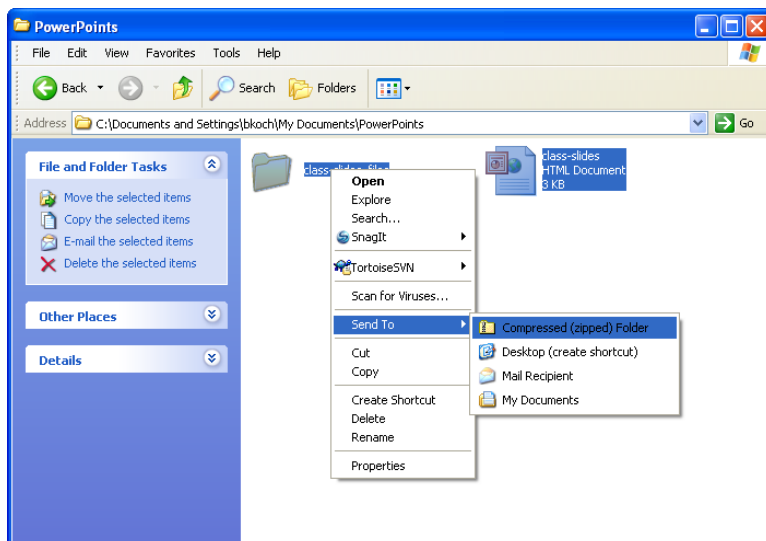 PowerPoints
File Edit View Favorites Tools Help
Back Search Folders
Address C:\Documents and Settings\bkoch\My Documents\PowerPoints Go
File and Folder Tasks
Move the selected items
Copy the selected items
E-mail the selected items
Delete the selected items
Other Places
Details
class-slides_files
class-slides
HTML Document
3 KB
Open
Explore
Search...
SnagIt
TortoiseSVN
Scan for Viruses...
Send To
Cut
Copy
Create Shortcut
Delete
Rename
Properties
Compressed (zipped) Folder
Desktop (create shortcut)
Mail Recipient
My Documents